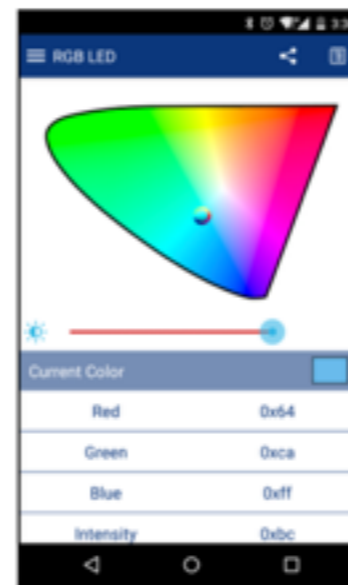 RGB LED
Current Color
Red 0x64
Green 0xca
Blue 0xff
Intensity 0xbc